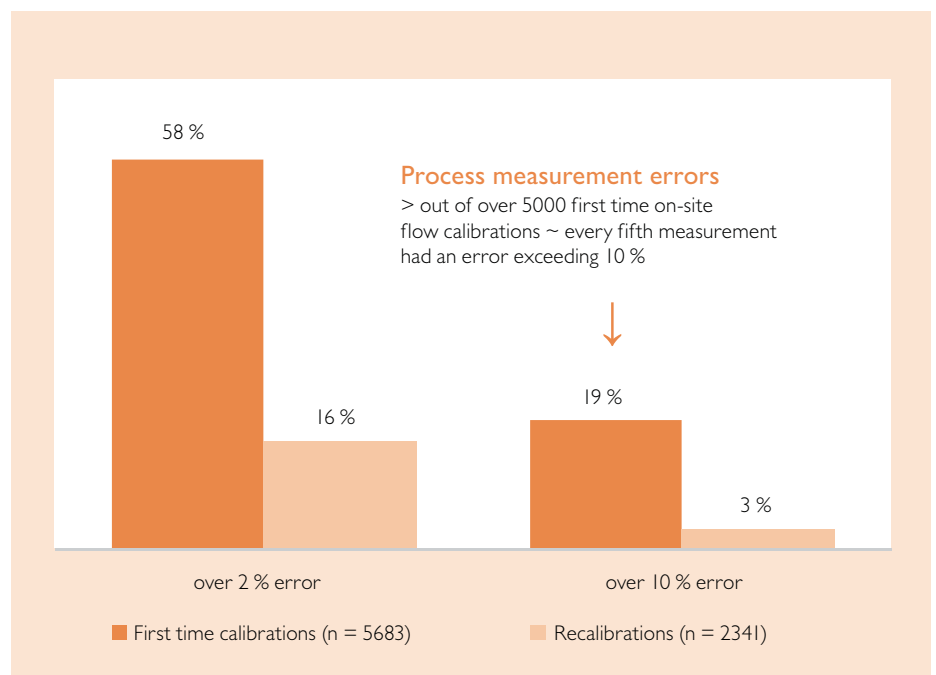 58 %
Process measurement errors
> out of over 5000 first time on-site
flow calibrations ~ every fifth measurement
had an error exceeding 10 %
16 %
19 %
3 %
over 2 % error
over 10 % error
First time calibrations (n = 5683)
Recalibrations (n = 2341)